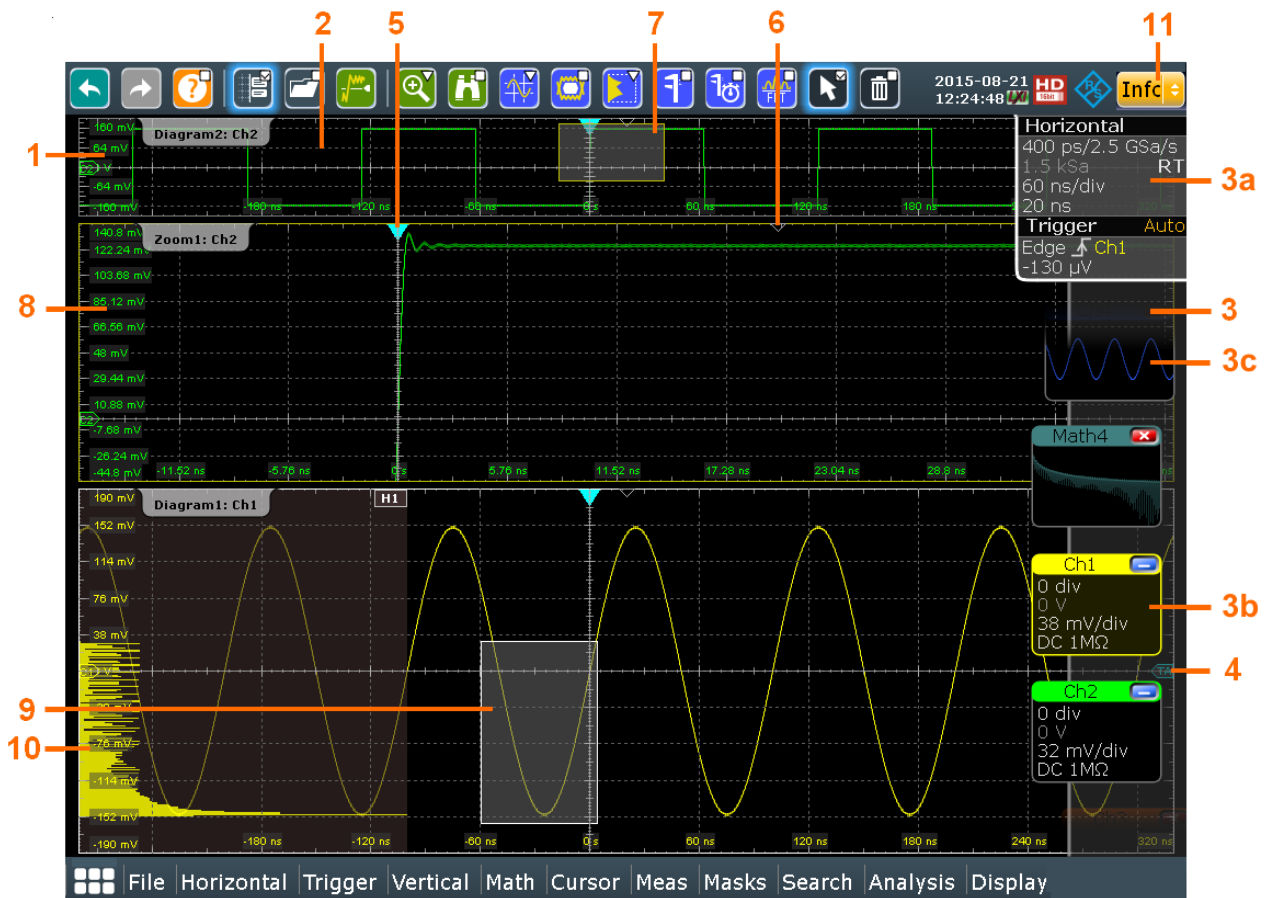 2
5
7
6
11
2015-08-21
12:24:48
HD
16bit
Info
FFT
160 mV
64 mV
-64 mV
-160 mV
Diagram2: Ch2
-180 ns
-120 ns
-60 ns
0 s
60 ns
120 ns
180 ns
1
Horizontal
400 ps/2.5 GSa/s
1.5 kSa
RT
60 ns/div
20 ns
3a
Trigger
Auto
Edge
Ch1
-130 µV
Zoom1: Ch2
140.8 mV
122.24 mV
103.68 mV
85.12 mV
66.56 mV
48 mV
29.44 mV
10.88 mV
C2
-7.68 mV
-26.24 mV
-44.8 mV
-11.52 ns
-5.76 ns
0 s
5.76 ns
11.52 ns
17.28 ns
23.04 ns
28.8 ns
8
3
3c
Math4
Diagram1: Ch1
H1
190 mV
152 mV
114 mV
76 mV
38 mV
-76 mV
-114 mV
-152 mV
-190 mV
-180 ns
-120 ns
-60 ns
0 s
60 ns
120 ns
180 ns
240 ns
320 ns
9
10
Ch1
0 div
0 V
38 mV/div
DC 1MΩ
3b
TA
4
Ch2
0 div
0 V
32 mV/div
DC 1MΩ
File
Horizontal
Trigger
Vertical
Math
Cursor
Meas
Masks
Search
Analysis
Display